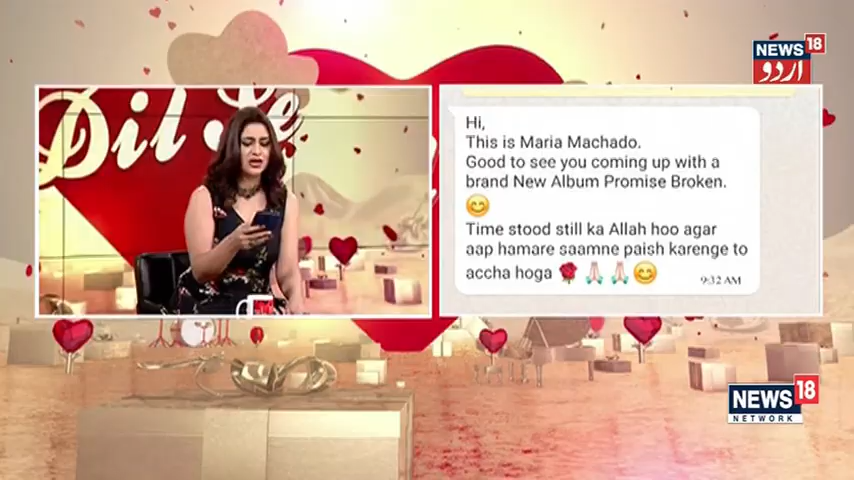 NEWS 18
اردو
Dil Se
Hi,
This is Maria Machado.
Good to see you coming up with a
brand New Album Promise Broken.
😊
Time stood still ka Allah hoo agar
aap hamare saamne paish karenge to
accha hoga 🌹🙏🏻🙏🏻😊
9:32 AM
NEWS 18
NETWORK